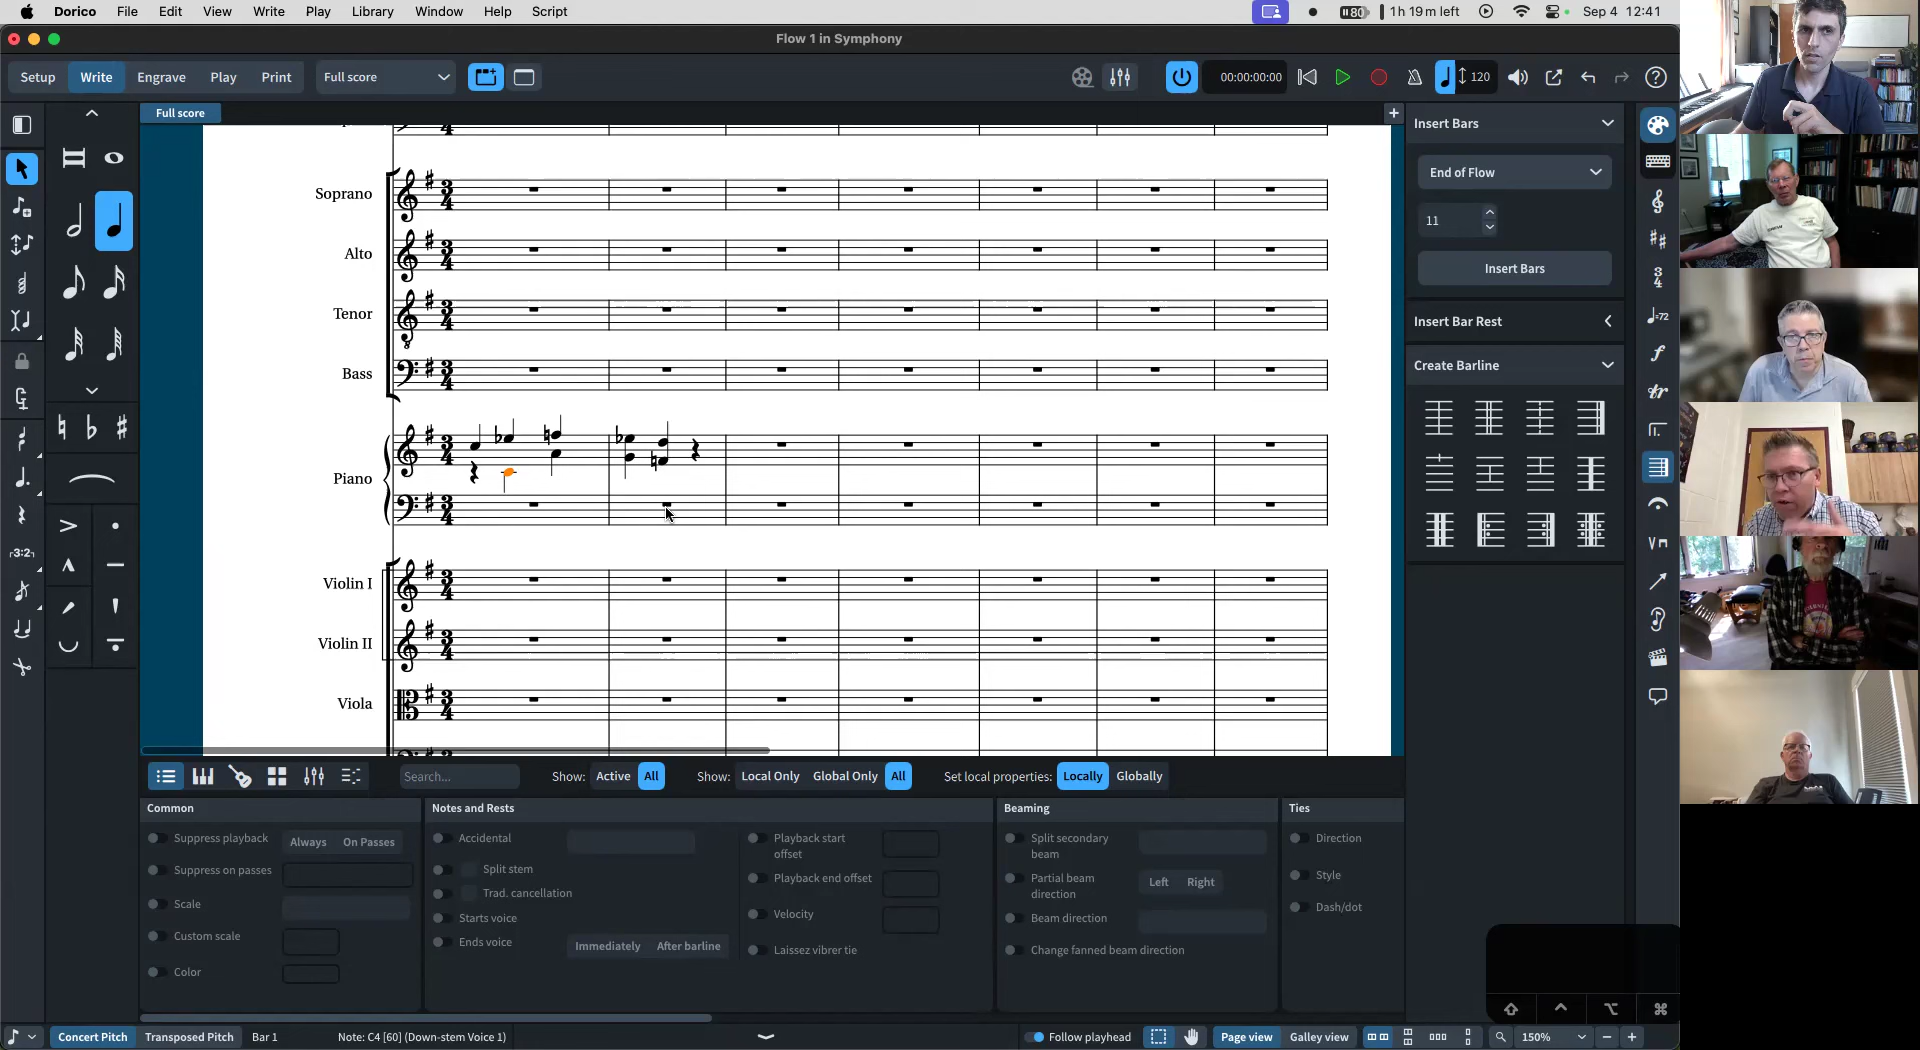 Dorico File Edit View Write Play Library Window Help Script
80 1 h 19 m left Sep 4 12:41
Flow 1 in Symphony
Setup Write Engrave Play Print Full score 00:00:00:00 120
Full score
Insert Bars
End of Flow
11
Insert Bars
Insert Bar Rest
Create Barline
Soprano
Alto
Tenor
Bass
Piano
Violin I
Violin II
Viola
3:2
=72
Search... Show: Active All Show: Local Only Global Only All Set local properties: Locally Globally
Common Notes and Rests Beaming Ties
Suppress playback Always On Passes
Suppress on passes
Scale
Custom scale
Color
Accidental
Split stem
Trad. cancellation
Starts voice
Ends voice Immediately After barline
Playback start
offset
Playback end offset
Velocity
Laissez vibrer tie
Split secondary
beam
Partial beam
direction Left Right
Beam direction
Change fanned beam direction
Direction
Style
Dash/dot
Concert Pitch Transposed Pitch Bar 1 Note: C4 [60] (Down-stem Voice 1) Follow playhead Page view Galley view 150%